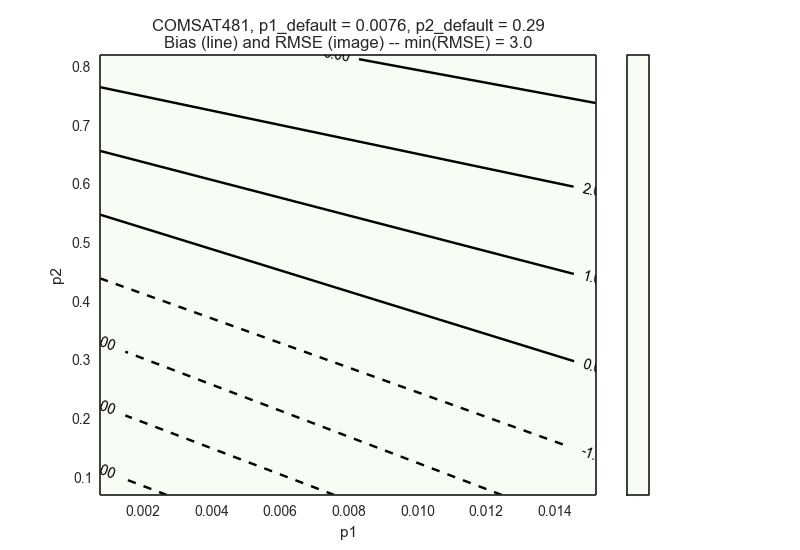 COMSAT481, p1_default = 0.0076, p2_default = 0.29
Bias (line) and RMSE (image) -- min(RMSE) = 3.0
0.8
0.7
0.6
0.5
0.4
0.3
0.2
0.1
p2
0.002 0.004 0.006 0.008 0.010 0.012 0.014
p1